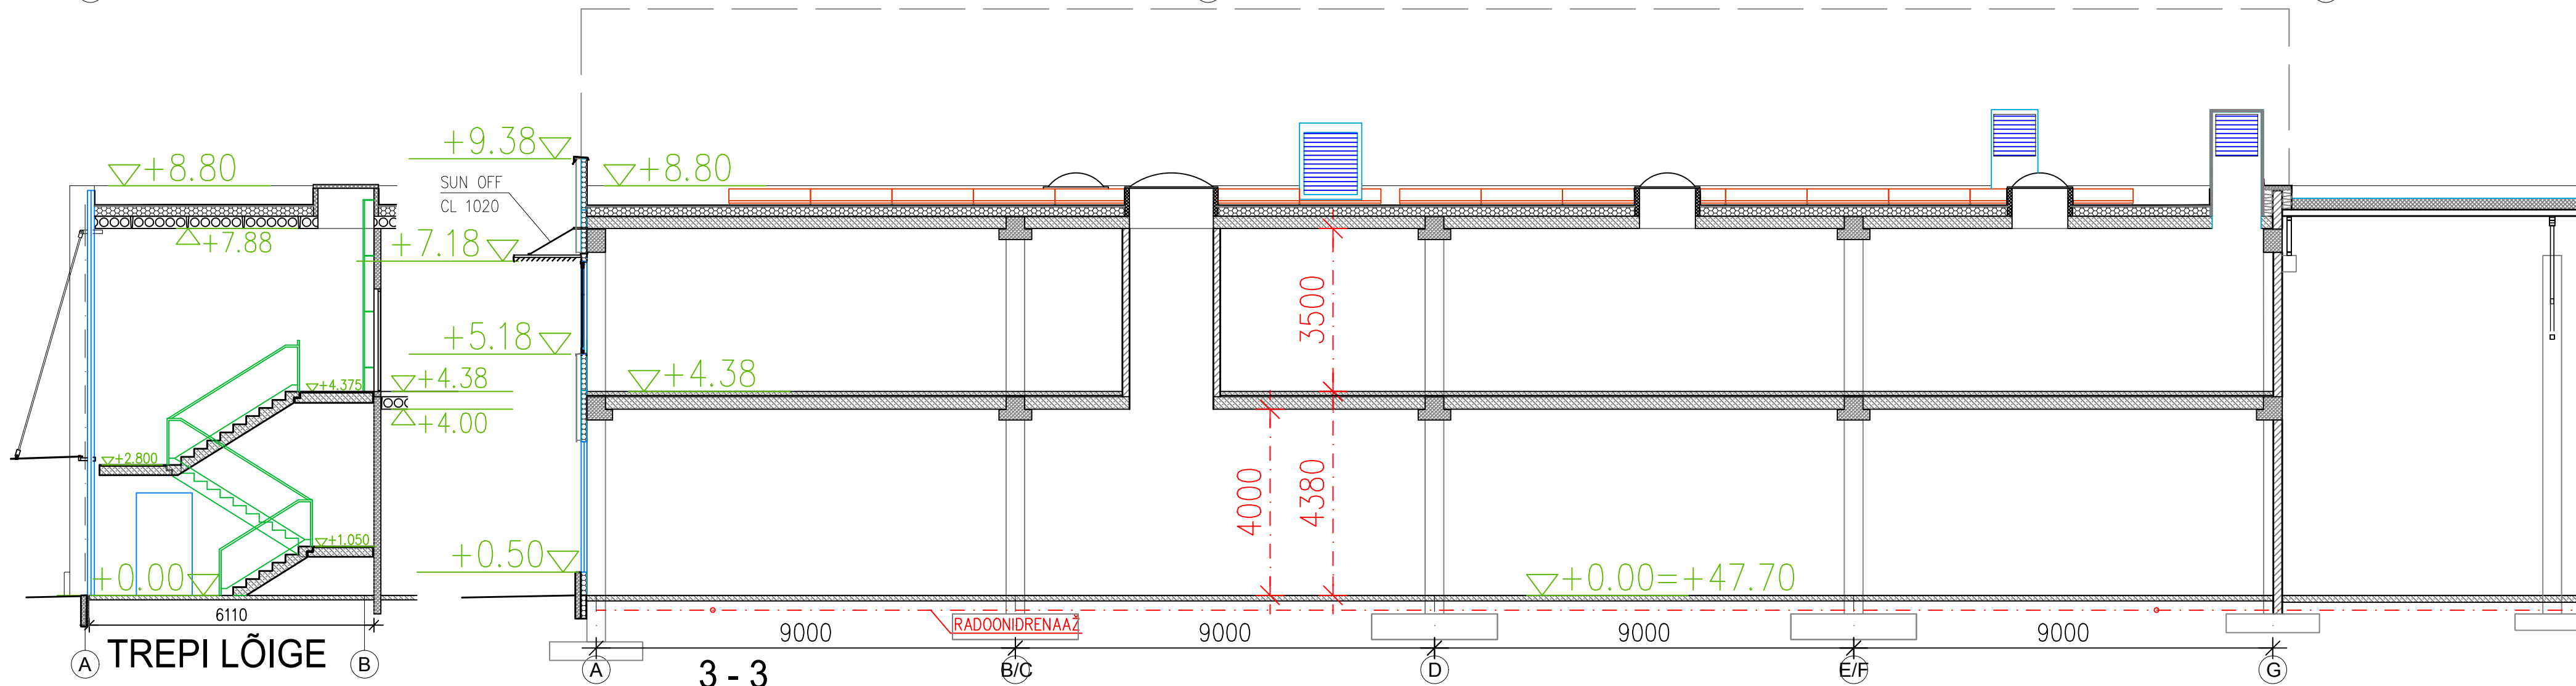 +8.80
+7.88
+4.375
+2.800
+1.050
+0.00
6110
A
TREPI LÕIGE
B
+9.38
SUN OFF
CL 1020
+7.18
+5.18
+4.38
+4.00
+0.50
+8.80
+4.38
3500
4000
4380
+0.00=+47.70
RADOONIDRENAAŽ
9000
9000
9000
9000
A
B/C
D
E/F
G
3 - 3